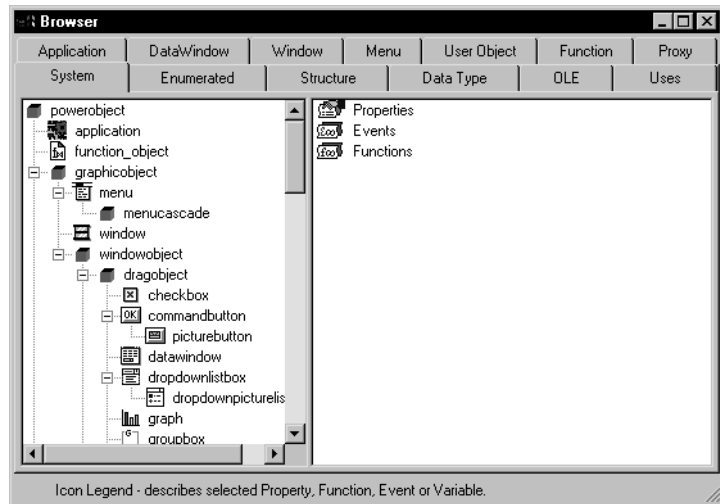 Browser
Application DataWindow Window Menu User Object Function Proxy
System Enumerated Structure Data Type OLE Uses
powerobject
application
function_object
graphicobject
menu
menucascade
window
windowobject
dragobject
checkbox
OK commandbutton
picturebutton
datawindow
dropdownlistbox
dropdownpicturelis
graph
groupbox
Properties
Events
Functions
Icon Legend - describes selected Property, Function, Event or Variable.